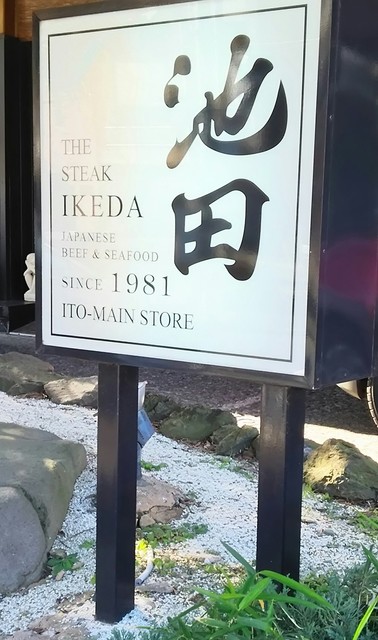 池田
THE
STEAK
IKEDA
JAPANESE
BEEF & SEAFOOD
SINCE 1981
ITO-MAIN STORE